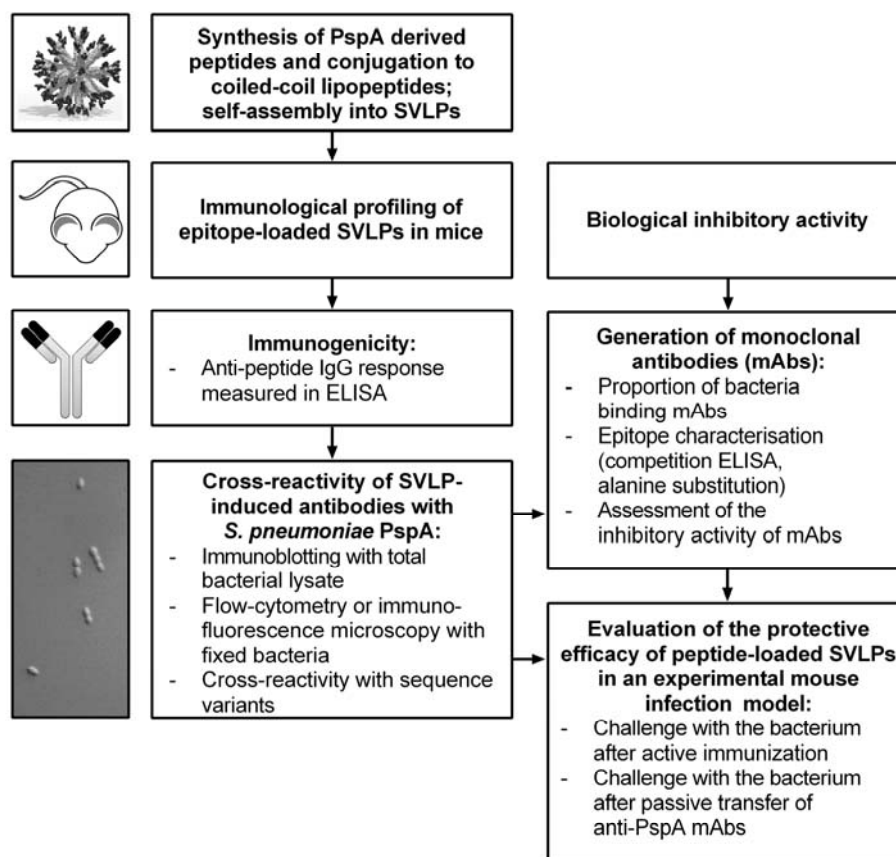 Synthesis of PspA derived
peptides and conjugation to
coiled-coil lipopeptides;
self-assembly into SVLPs
Immunological profiling of
epitope-loaded SVLPs in mice
Biological inhibitory activity
Immunogenicity:
- Anti-peptide IgG response
measured in ELISA
Generation of monoclonal
antibodies (mAbs):
- Proportion of bacteria
binding mAbs
- Epitope characterisation
(competition ELISA,
alanine substitution)
- Assessment of the
inhibitory activity of mAbs
Cross-reactivity of SVLP-
induced antibodies with
S. pneumoniae PspA:
- Immunoblotting with total
bacterial lysate
- Flow-cytometry or immuno-
fluorescence microscopy with
fixed bacteria
- Cross-reactivity with sequence
variants
Evaluation of the protective
efficacy of peptide-loaded SVLPs
in an experimental mouse
infection model:
- Challenge with the bacterium
after active immunization
- Challenge with the bacterium
after passive transfer of
anti-PspA mAbs